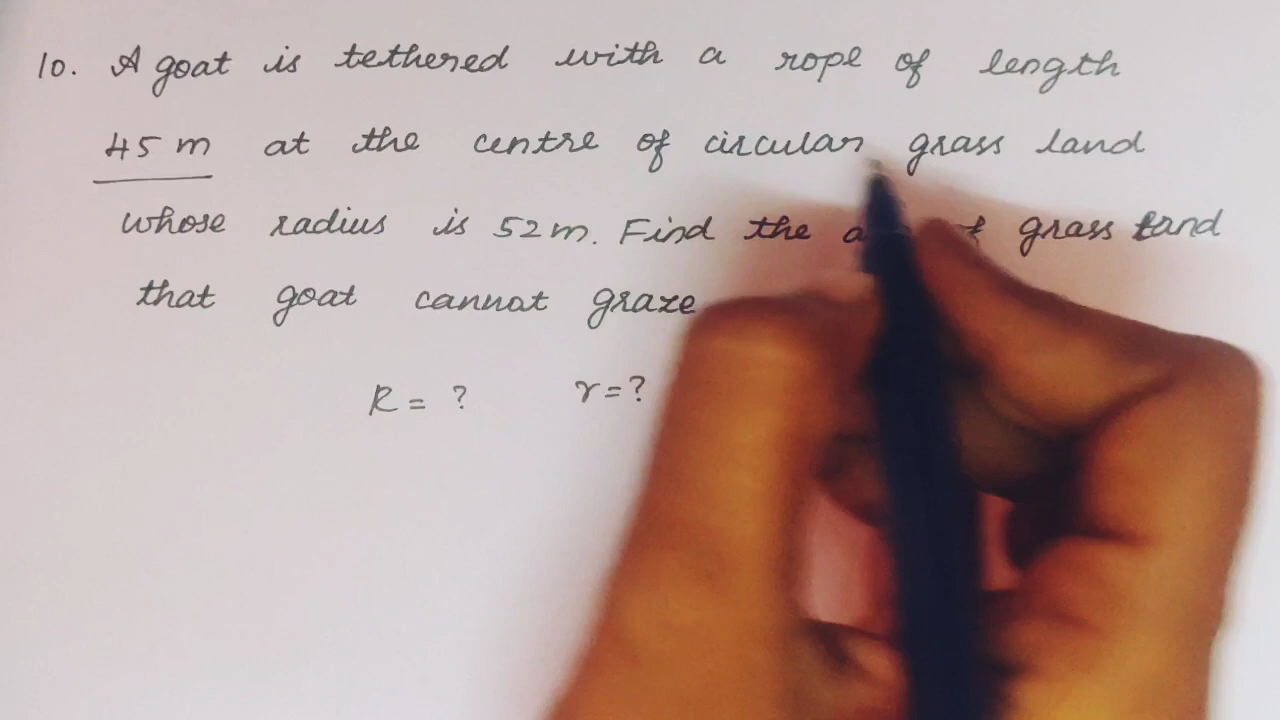 10. A goat is tethered with a rope of length
45 m at the centre of circular grass land
whose radius is 52m. Find the grass land
that goat cannot graze
R = ? r = ?